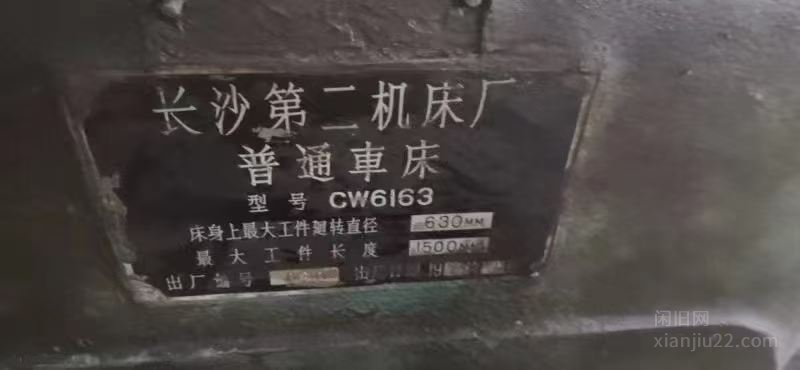 长沙第二机床厂
普通車床
型号 CW6163
床身上最大工件廻转直径 630MM
最大工件长度 1500MM
出厂编号 出厂
闲旧网
xianjiu22.com